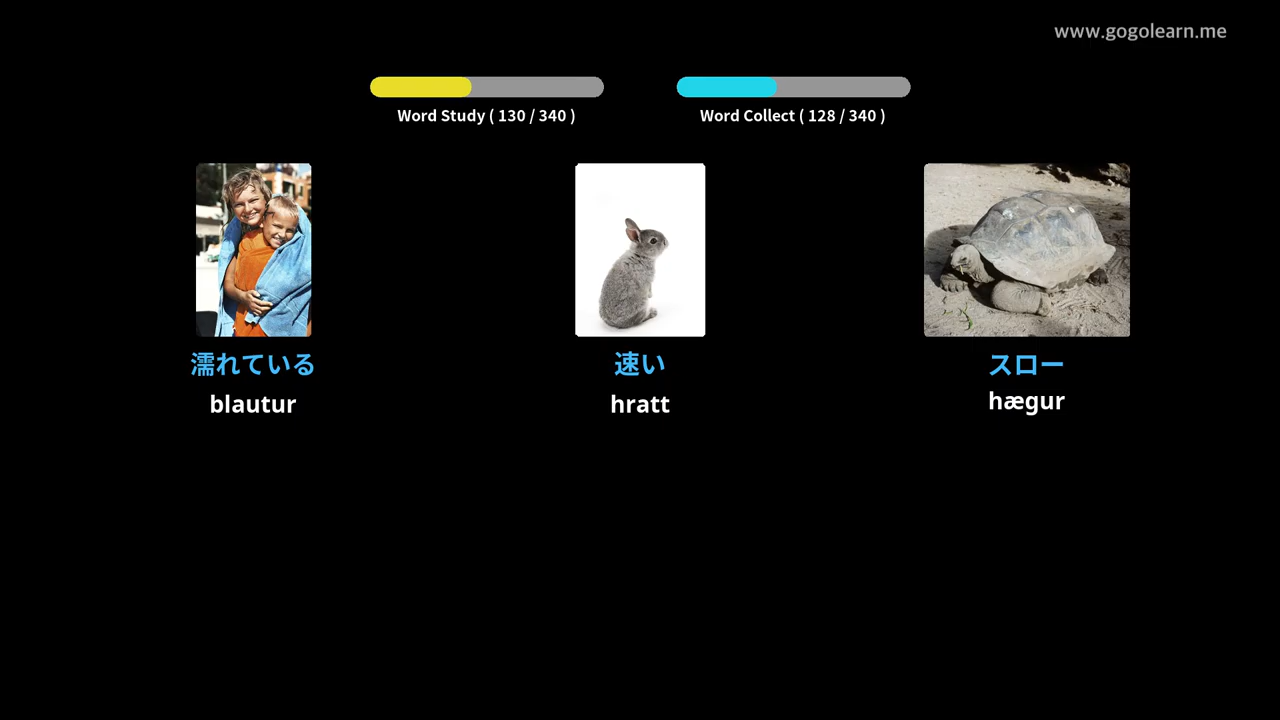 www.gogolearn.me
Word Study ( 130 / 340 )
Word Collect ( 128 / 340 )
濡れている
速い
スロー
blautur
hratt
hægur